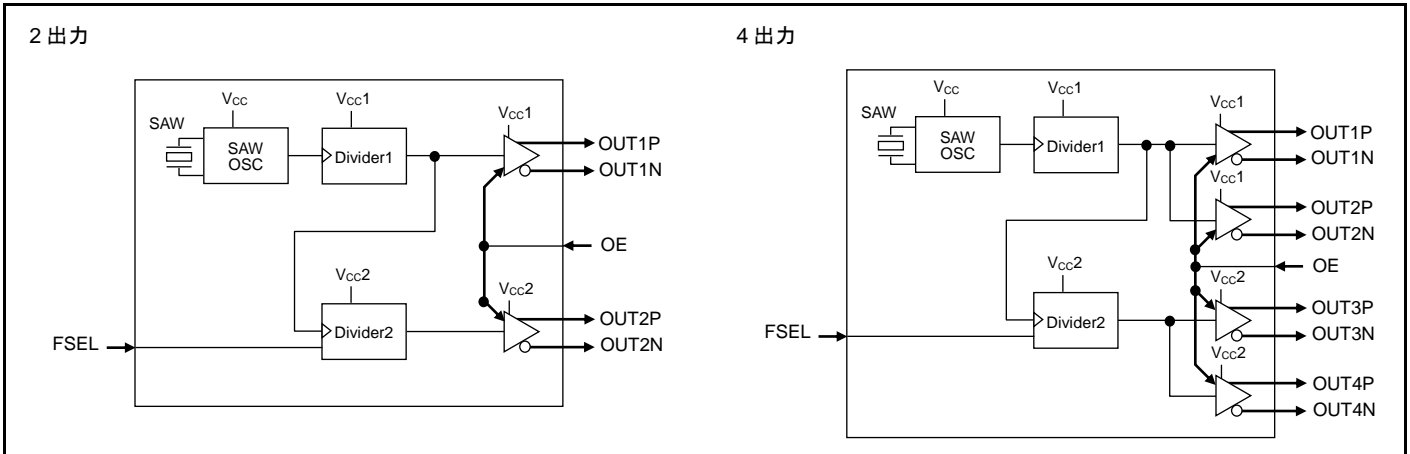 2 出力
VCC
VCC1
VCC1
SAW
SAW
OSC
Divider1
OUT1P
OUT1N
OE
VCC2
VCC2
Divider2
OUT2P
OUT2N
FSEL
4 出力
VCC
VCC1
VCC1
SAW
SAW
OSC
Divider1
OUT1P
OUT1N
VCC1
OUT2P
OUT2N
OE
VCC2
VCC2
Divider2
OUT3P
OUT3N
FSEL
VCC2
OUT4P
OUT4N